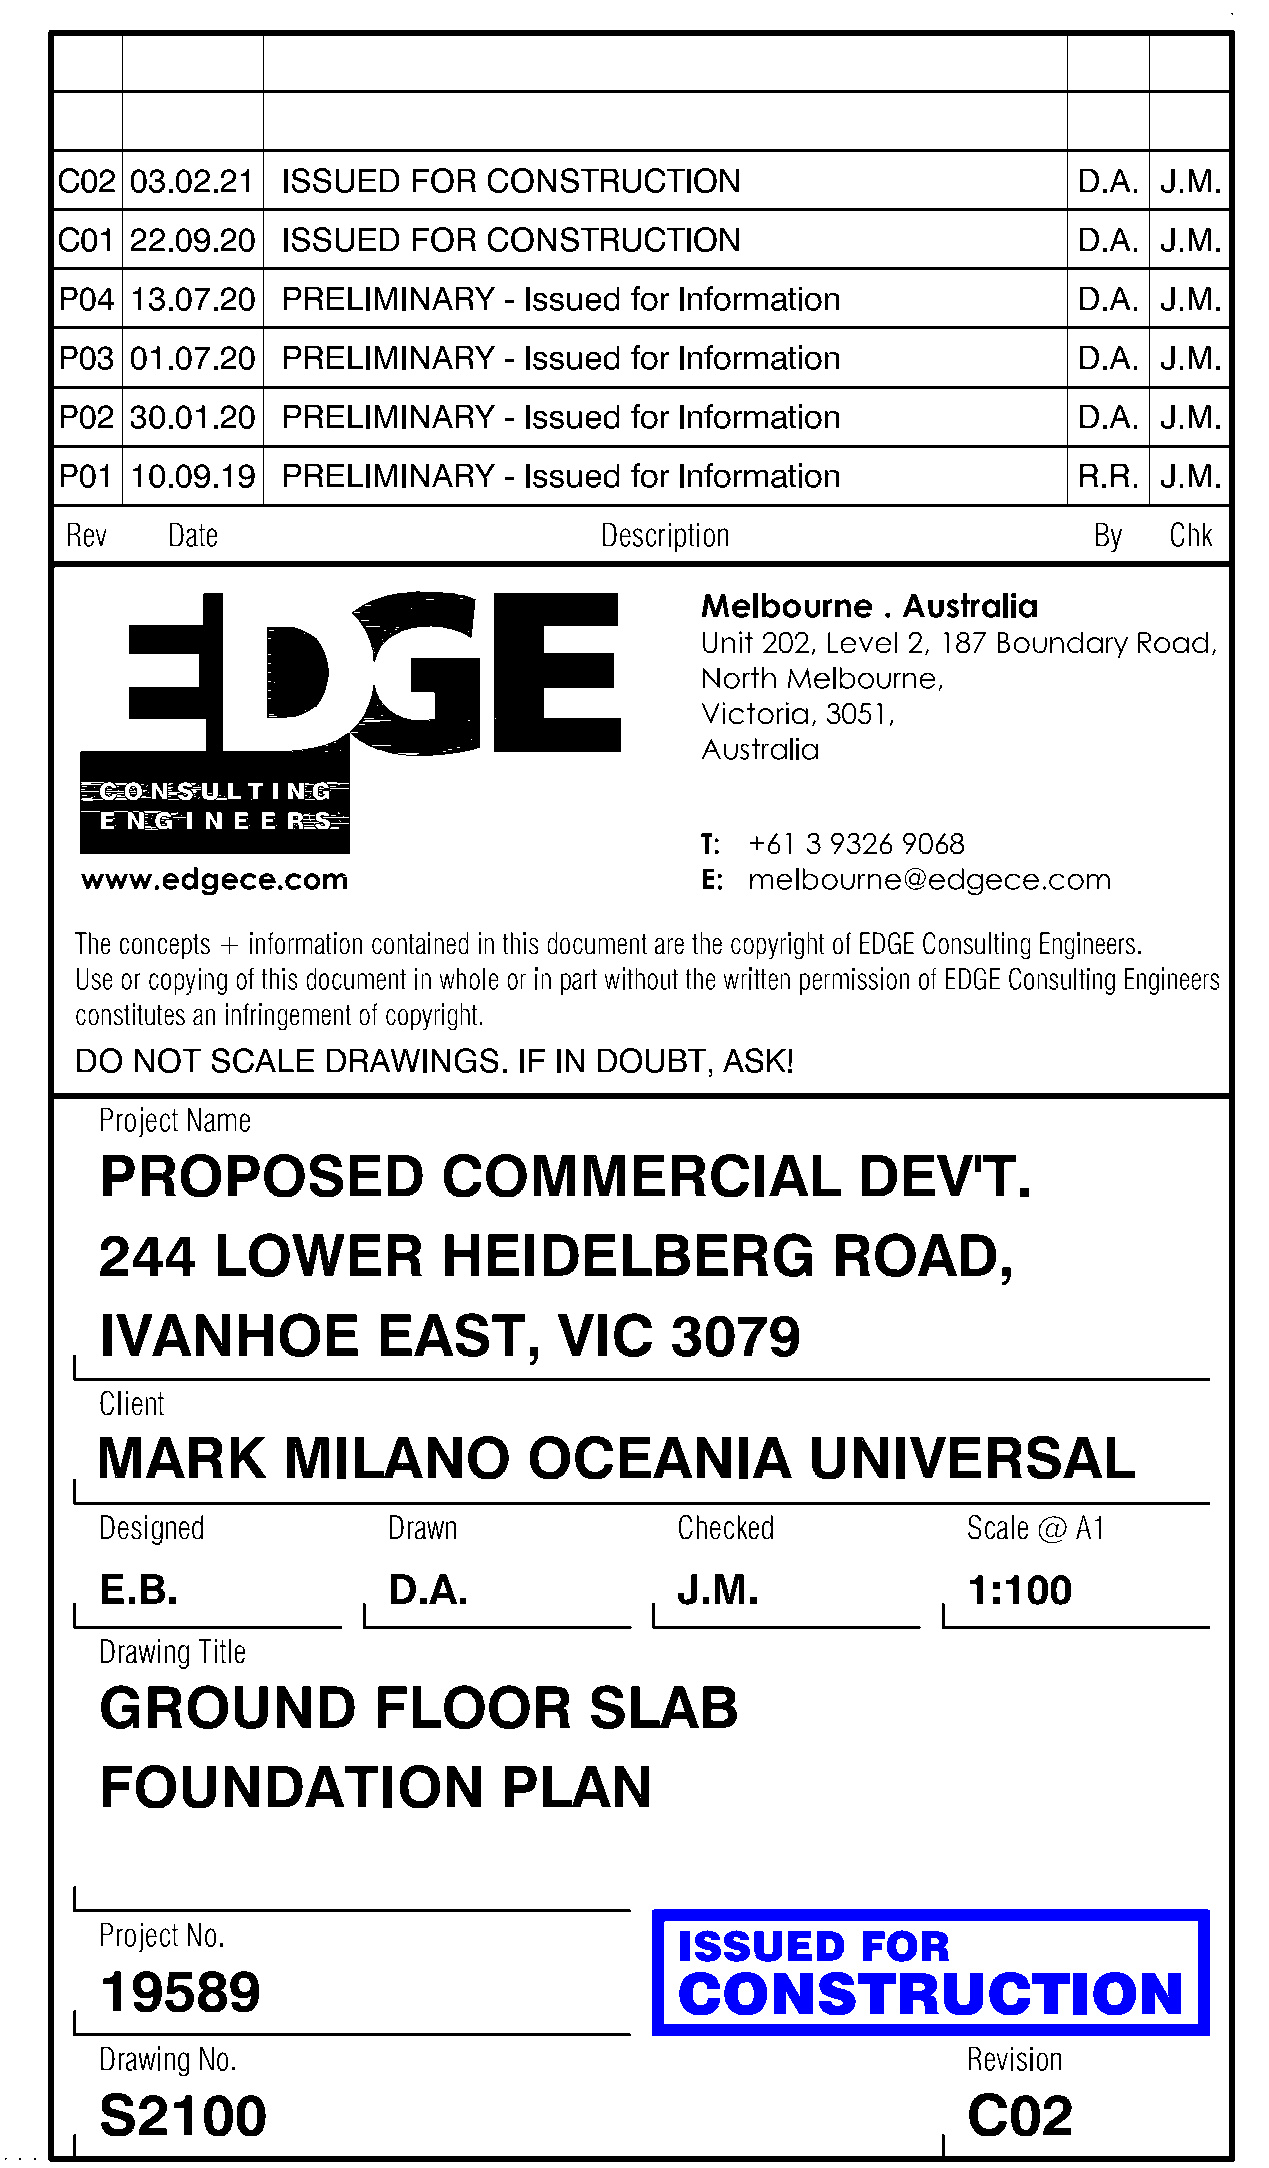 C02 03.02.21 ISSUED FOR CONSTRUCTION D.A. J.M.
C01 22.09.20 ISSUED FOR CONSTRUCTION D.A. J.M.
P04 13.07.20 PRELIMINARY - Issued for Information D.A. J.M.
P03 01.07.20 PRELIMINARY - Issued for Information D.A. J.M.
P02 30.01.20 PRELIMINARY - Issued for Information D.A. J.M.
P01 10.09.19 PRELIMINARY - Issued for Information R.R. J.M.
Rev Date Description By Chk
EDGE
CONSULTING
ENGINEERS
www.edgece.com
Melbourne . Australia
Unit 202, Level 2, 187 Boundary Road,
North Melbourne,
Victoria, 3051,
Australia
T: +61 3 9326 9068
E: melbourne@edgece.com
The concepts + information contained in this document are the copyright of EDGE Consulting Engineers.
Use or copying of this document in whole or in part without the written permission of EDGE Consulting Engineers
constitutes an infringement of copyright.
DO NOT SCALE DRAWINGS. IF IN DOUBT, ASK!
Project Name
PROPOSED COMMERCIAL DEV'T.
244 LOWER HEIDELBERG ROAD,
IVANHOE EAST, VIC 3079
Client
MARK MILANO OCEANIA UNIVERSAL
Designed Drawn Checked Scale @ A1
E.B. D.A. J.M. 1:100
Drawing Title
GROUND FLOOR SLAB
FOUNDATION PLAN
Project No.
19589
ISSUED FOR
CONSTRUCTION
Drawing No. Revision
S2100 C02